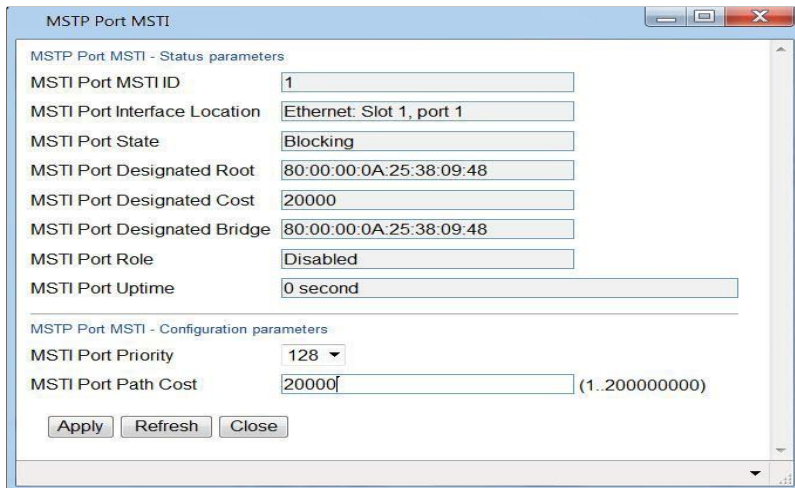 MSTP Port MSTI
MSTP Port MSTI - Status parameters
MSTI Port MSTI ID 1
MSTI Port Interface Location Ethernet: Slot 1, port 1
MSTI Port State Blocking
MSTI Port Designated Root 80:00:00:0A:25:38:09:48
MSTI Port Designated Cost 20000
MSTI Port Designated Bridge 80:00:00:0A:25:38:09:48
MSTI Port Role Disabled
MSTI Port Uptime 0 second
MSTP Port MSTI - Configuration parameters
MSTI Port Priority 128
MSTI Port Path Cost 20000 (1..200000000)
Apply Refresh Close